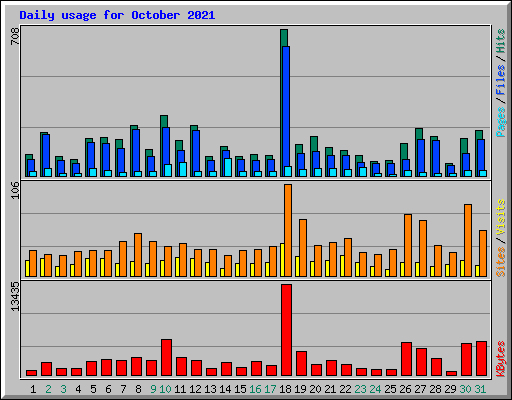 Daily usage for October 2021
708
Pages / Files / Hits
106
Sites / Visits
13435
KBytes
1 2 3 4 5 6 7 8 9 10 11 12 13 14 15 16 17 18 19 20 21 22 23 24 25 26 27 28 29 30 31